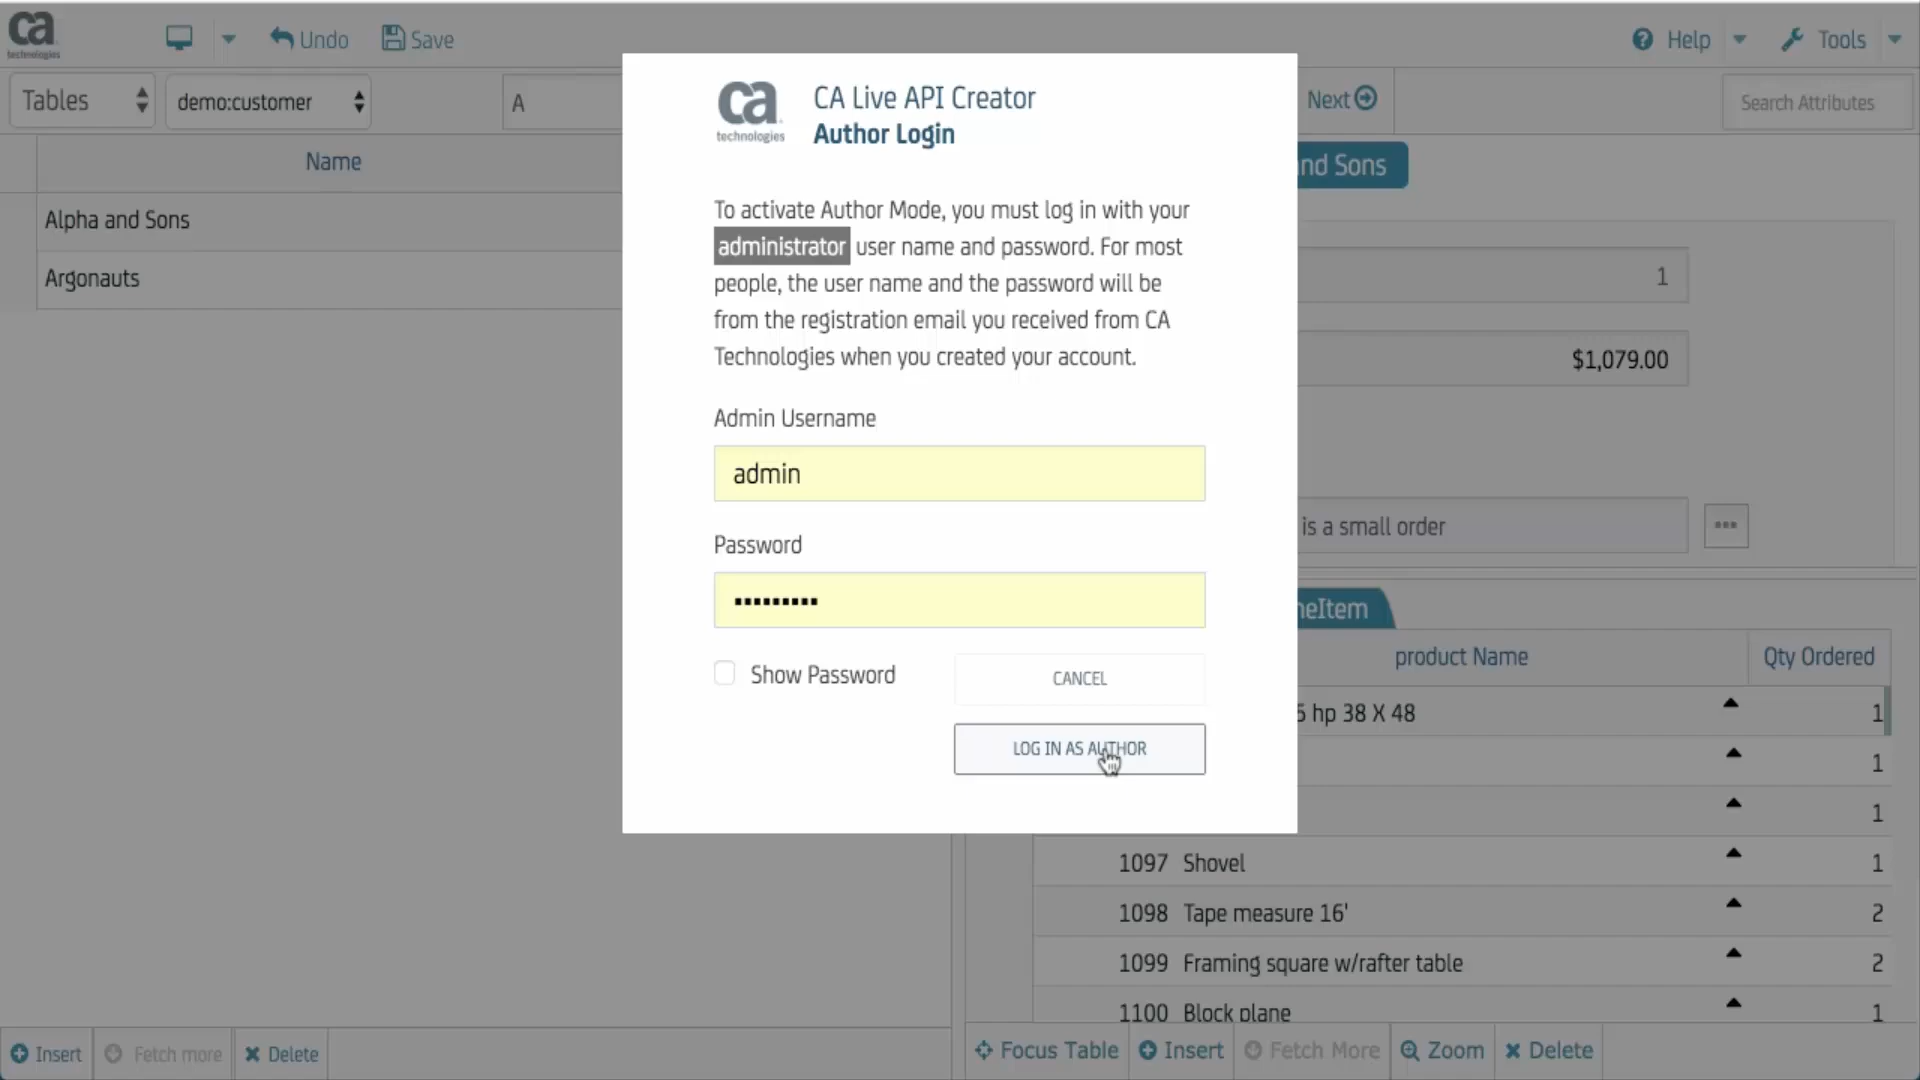 ca
technologies
Undo
Save
Help
Tools
Tables
demo:customer
A
Next
Search Attributes
Name
Alpha and Sons
Argonauts
ca
technologies
CA Live API Creator
Author Login
To activate Author Mode, you must log in with your
administrator user name and password. For most
people, the user name and the password will be
from the registration email you received from CA
Technologies when you created your account.
Admin Username
admin
Password
•••••••••
Show Password
CANCEL
LOG IN AS AUTHOR
nd Sons
1
$1,079.00
is a small order
neItem
product Name
Qty Ordered
5 hp 38 X 48
1
1
1
1097 Shovel 1
1098 Tape measure 16' 2
1099 Framing square w/rafter table 2
1100 Block plane 1
Insert
Fetch more
Delete
Focus Table
Insert
Fetch More
Zoom
Delete